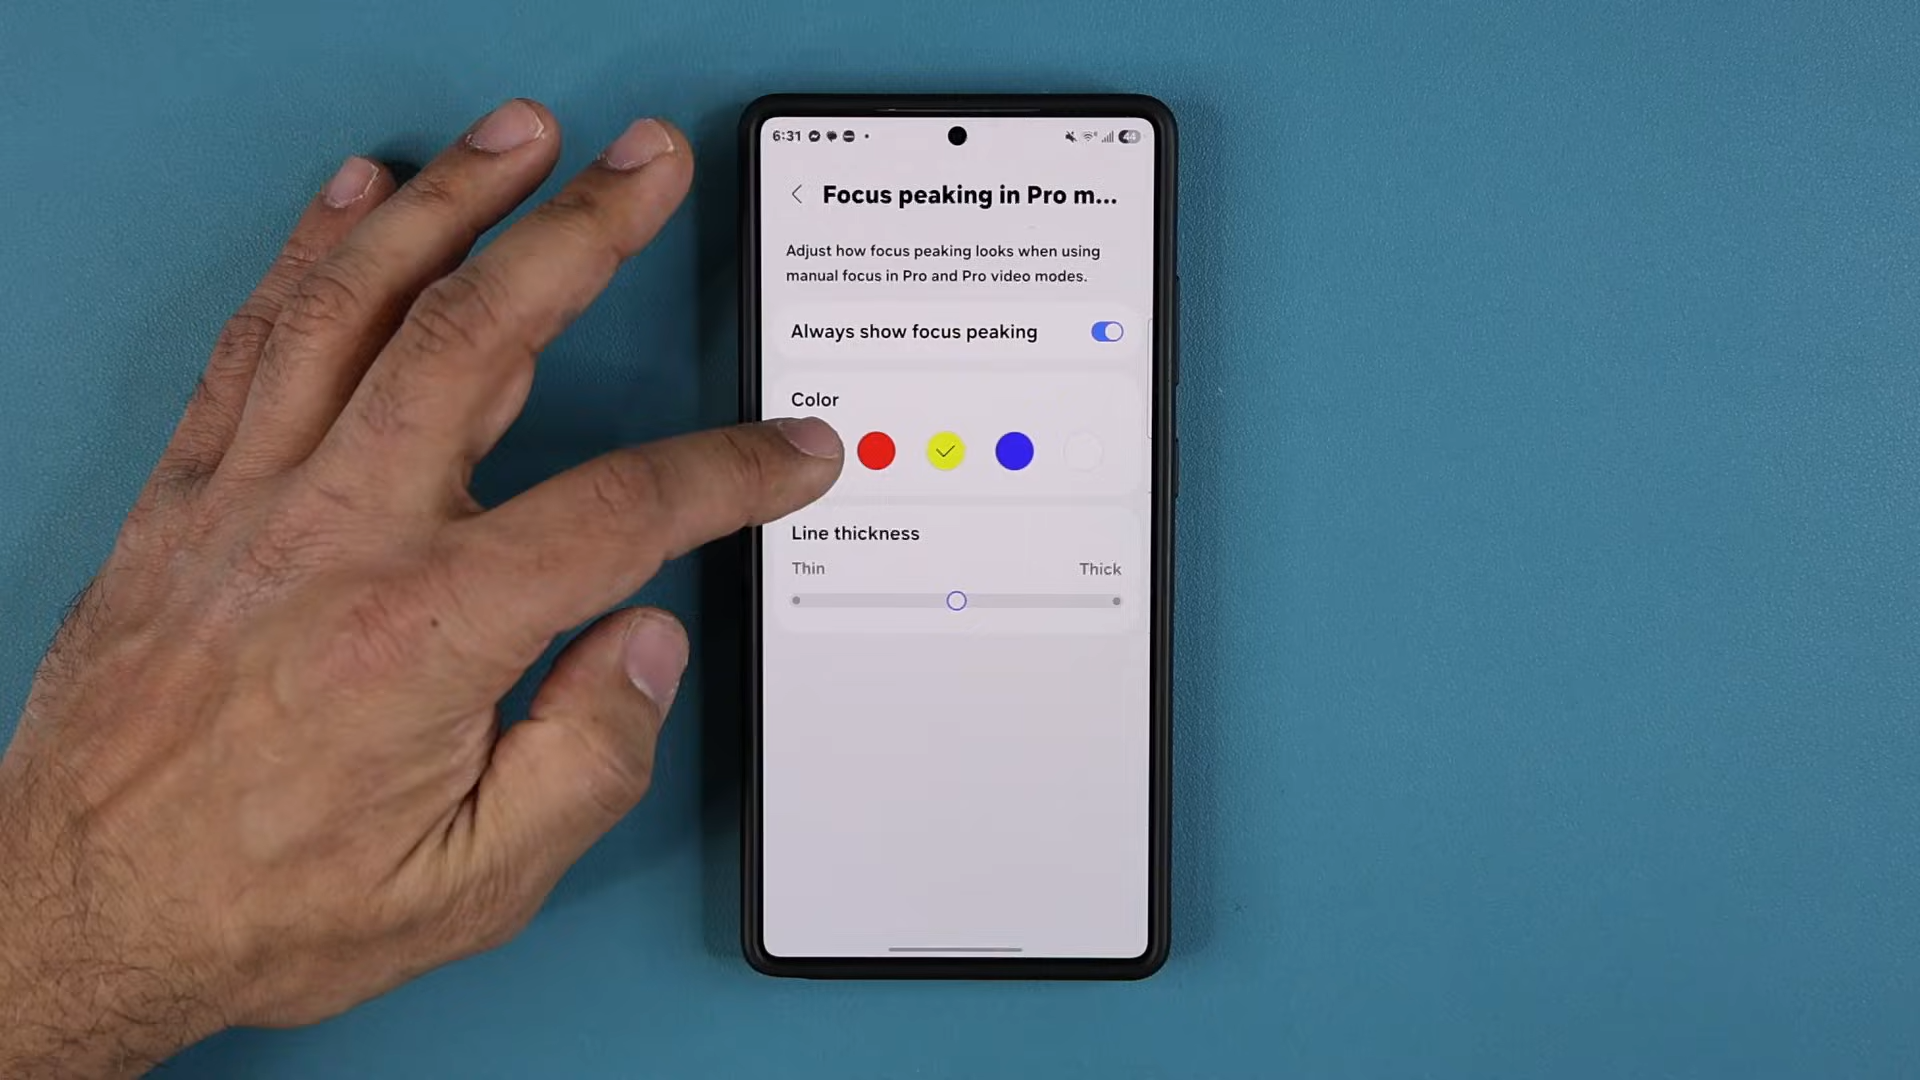 6:31
44
Focus peaking in Pro m...
Adjust how focus peaking looks when using
manual focus in Pro and Pro video modes.
Always show focus peaking
Color
Line thickness
Thin Thick